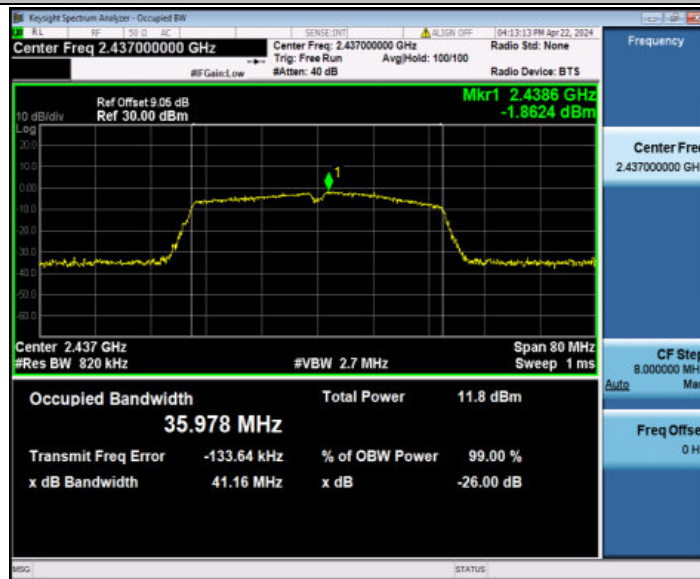 Keysight Spectrum Analyzer - Occupied BW
RL RF 50 Ω AC SENSE:INT ALIGN OFF 04:13:13 PM Apr 22, 2024
Center Freq 2.437000000 GHz
Center Freq: 2.437000000 GHz Radio Std: None
Trig: Free Run Avg|Hold: 100/100
#IFGain:Low #Atten: 40 dB Radio Device: BTS
Frequency
Ref Offset 9.05 dB Mkr1 2.4386 GHz
10 dB/div Ref 30.00 dBm -1.8624 dBm
Log
20.0
10.0
0.00
-10.0
-20.0
-30.0
-40.0
-50.0
-60.0
1
Center 2.437 GHz Span 80 MHz
#Res BW 820 kHz #VBW 2.7 MHz Sweep 1 ms
Occupied Bandwidth Total Power 11.8 dBm
35.978 MHz
Transmit Freq Error -133.64 kHz % of OBW Power 99.00 %
x dB Bandwidth 41.16 MHz x dB -26.00 dB
Center Fre
2.437000000 GH
CF Step
8.000000 MH
Auto Ma
Freq Offse
0 H
MSG STATUS